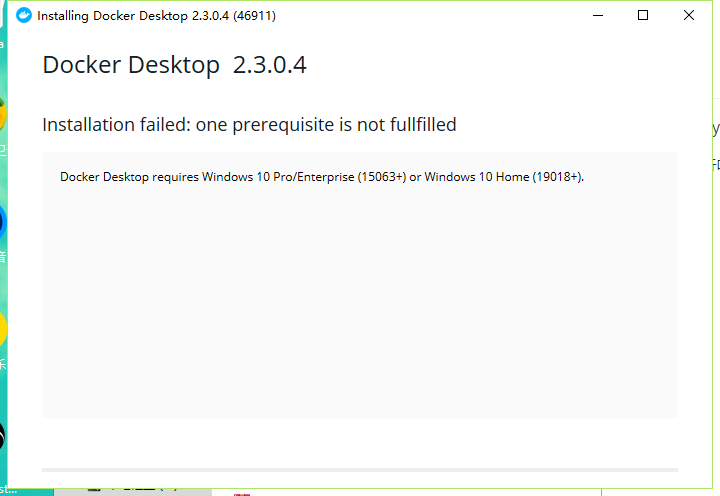 Installing Docker Desktop 2.3.0.4 (46911)
Docker Desktop 2.3.0.4
Installation failed: one prerequisite is not fullfilled
Docker Desktop requires Windows 10 Pro/Enterprise (15063+) or Windows 10 Home (19018+).